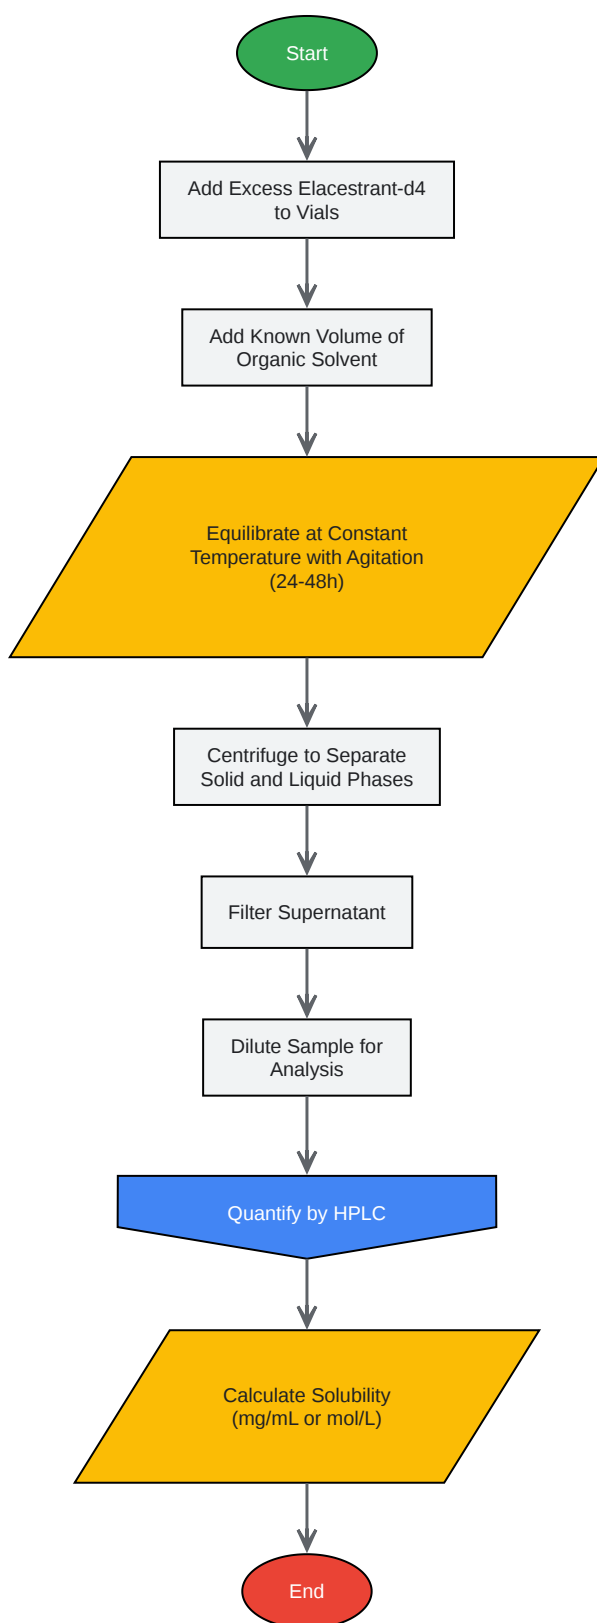 Start
Add Excess Elacestrant-d4
to Vials
Add Known Volume of
Organic Solvent
Equilibrate at Constant
Temperature with Agitation
(24-48h)
Centrifuge to Separate
Solid and Liquid Phases
Filter Supernatant
Dilute Sample for
Analysis
Quantify by HPLC
Calculate Solubility
(mg/mL or mol/L)
End